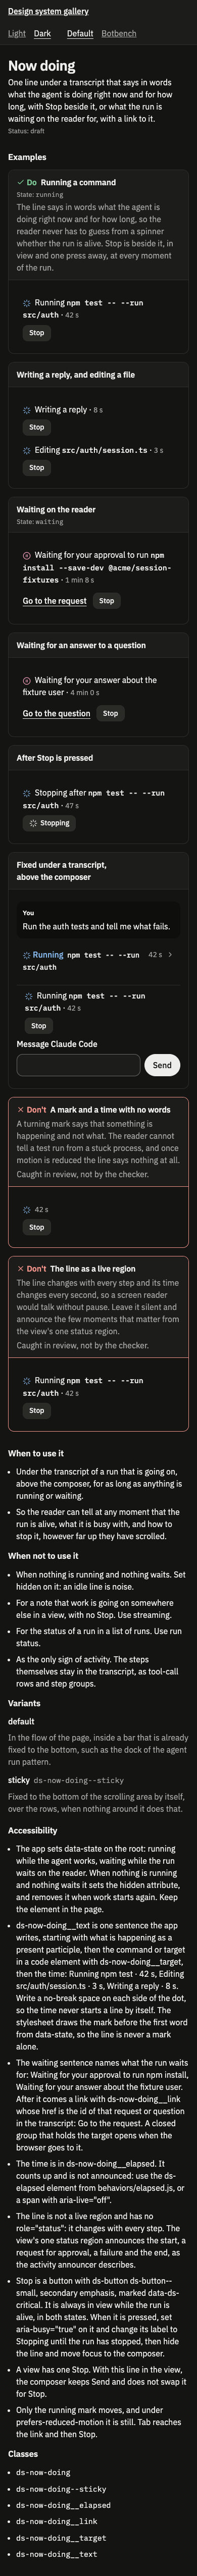 Design system gallery
Light Dark Default Botbench
Now doing
One line under a transcript that says in words
what the agent is doing right now and for how
long, with Stop beside it, or what the run is
waiting on the reader for, with a link to it.
Status: draft
Examples
Do Running a command
State: running
The line says in words what the agent is
doing right now and for how long, so the
reader never has to guess from a spinner
whether the run is alive. Stop is beside it, in
view and one press away, at every moment
of the run.
Running npm test -- --run
src/auth · 42 s
Stop
Writing a reply, and editing a file
Writing a reply · 8 s
Stop
Editing src/auth/session.ts · 3 s
Stop
Waiting on the reader
State: waiting
Waiting for your approval to run npm
install --save-dev @acme/session-
fixtures · 1 min 8 s
Go to the request Stop
Waiting for an answer to a question
Waiting for your answer about the
fixture user · 4 min 0 s
Go to the question Stop
After Stop is pressed
Stopping after npm test -- --run
src/auth · 47 s
Stopping
Fixed under a transcript,
above the composer
You
Run the auth tests and tell me what fails.
Running npm test -- --run 42 s
src/auth
Running npm test -- --run
src/auth · 42 s
Stop
Message Claude Code
Send
Don't A mark and a time with no words
A turning mark says that something is
happening and not what. The reader cannot
tell a test run from a stuck process, and once
motion is reduced the line says nothing at all.
Caught in review, not by the checker.
42 s
Stop
Don't The line as a live region
The line changes with every step and its time
changes every second, so a screen reader
would talk without pause. Leave it silent and
announce the few moments that matter from
the view's one status region.
Caught in review, not by the checker.
Running npm test -- --run
src/auth · 42 s
Stop
When to use it
Under the transcript of a run that is going on,
above the composer, for as long as anything is
running or waiting.
So the reader can tell at any moment that the
run is alive, what it is busy with, and how to
stop it, however far up they have scrolled.
When not to use it
When nothing is running and nothing waits. Set
hidden on it: an idle line is noise.
For a note that work is going on somewhere
else in a view, with no Stop. Use streaming.
For the status of a run in a list of runs. Use run
status.
As the only sign of activity. The steps
themselves stay in the transcript, as tool-call
rows and step groups.
Variants
default
In the flow of the page, inside a bar that is already
fixed to the bottom, such as the dock of the agent
pattern.
sticky ds-now-doing--sticky
Fixed to the bottom of the scrolling area by itself,
over the rows, when nothing around it does that.
Accessibility
The app sets data-state on the root: running
while the agent works, waiting while the run
waits on the reader. When nothing is running
and nothing waits it sets the hidden attribute,
and removes it when work starts again. Keep
the element in the page.
ds-now-doing__text is one sentence the app
writes, starting with what is happening as a
present participle, then the command or target
in a code element with ds-now-doing__target,
then the time: Running npm test · 42 s, Editing
src/auth/session.ts · 3 s, Writing a reply · 8 s.
Write a no-break space on each side of the dot,
so the time never starts a line by itself. The
stylesheet draws the mark before the first word
from data-state, so the line is never a mark
alone.
The waiting sentence names what the run waits
for: Waiting for your approval to run npm install,
Waiting for your answer about the fixture user.
After it comes a link with ds-now-doing__link
whose href is the id of that request or question
in the transcript: Go to the request. A closed
group that holds the target opens when the
browser goes to it.
The time is in ds-now-doing__elapsed. It
counts up and is not announced: use the ds-
elapsed element from behaviors/elapsed.js, or
a span with aria-live="off".
The line is not a live region and has no
role="status": it changes with every step. The
view's one status region announces the start, a
request for approval, a failure and the end, as
the activity announcer describes.
Stop is a button with ds-button ds-button--
small, secondary emphasis, marked data-ds-
critical. It is always in view while the run is
alive, in both states. When it is pressed, set
aria-busy="true" on it and change its label to
Stopping until the run has stopped, then hide
the line and move focus to the composer.
A view has one Stop. With this line in the view,
the composer keeps Send and does not swap it
for Stop.
Only the running mark moves, and under
prefers-reduced-motion it is still. Tab reaches
the link and then Stop.
Classes
ds-now-doing
ds-now-doing--sticky
ds-now-doing__elapsed
ds-now-doing__link
ds-now-doing__target
ds-now-doing__text